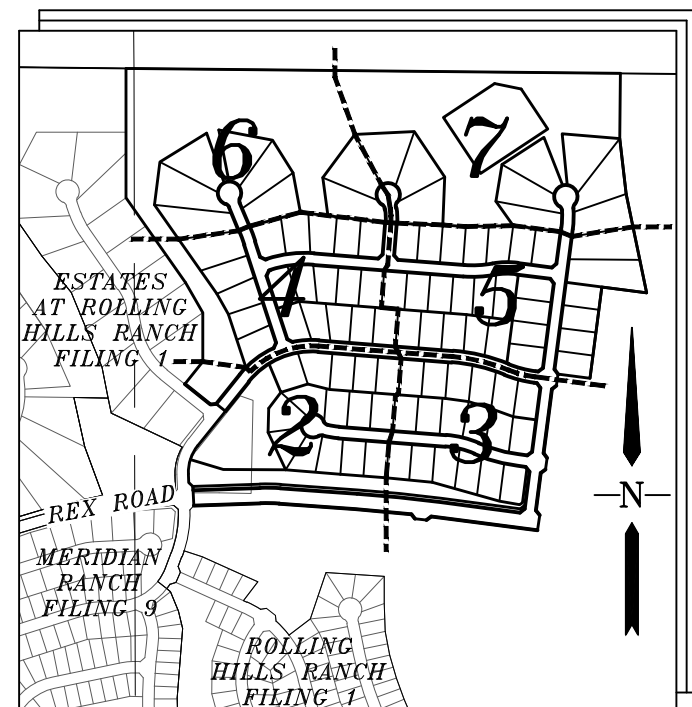 6
7
ESTATES
AT ROLLING
HILLS RANCH
FILING 1
4
5
2
3
N
REX ROAD
MERIDIAN
RANCH
FILING 9
ROLLING
HILLS RANCH
FILING 1